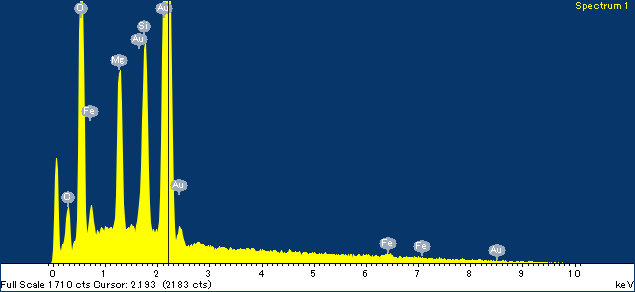 Spectrum 1
O Au
Si
Au
Mg
Fe
Au
Fe Fe Au
0 1 2 3 4 5 6 7 8 9 10
Full Scale 1710 cts Cursor: 2.193 (2183 cts) keV